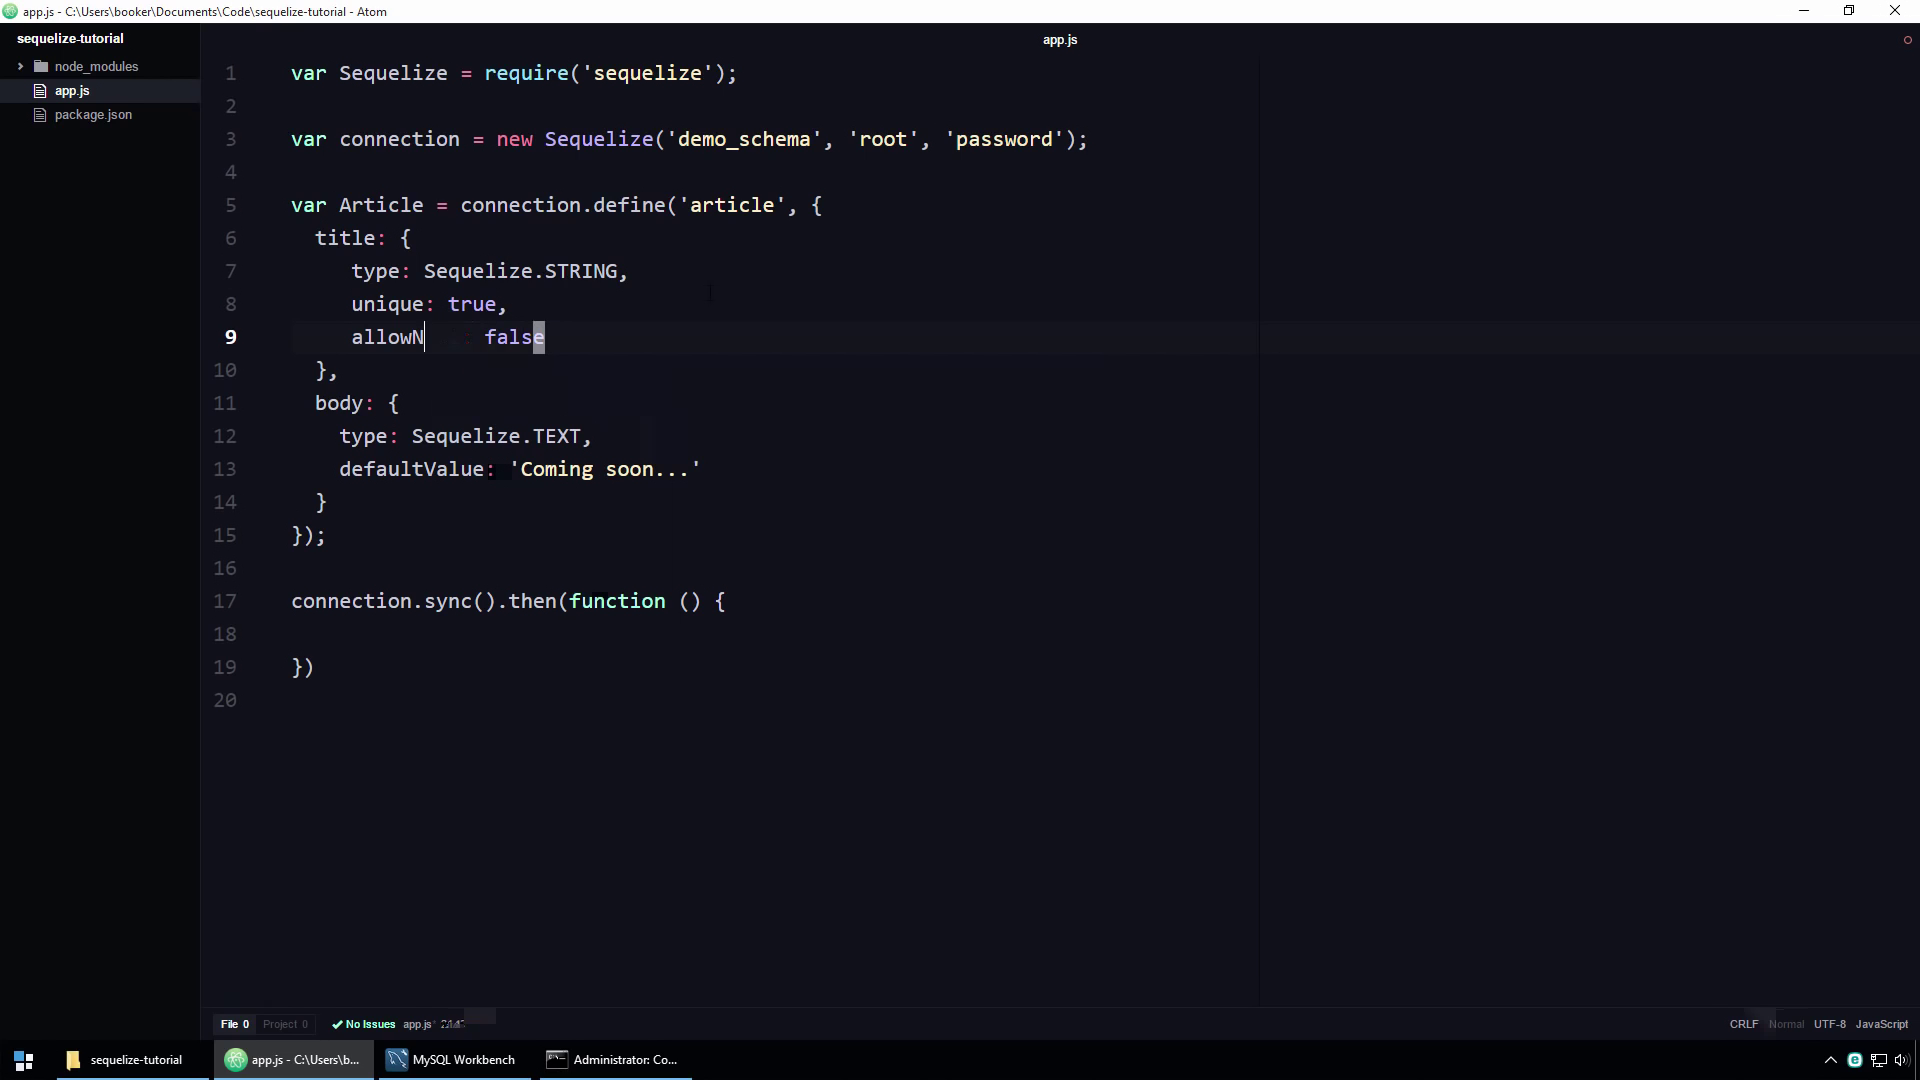 app.js - C:\Users\booker\Documents\Code\sequelize-tutorial - Atom
sequelize-tutorial
node_modules
app.js
package.json
app.js
1 var Sequelize = require('sequelize');
2
3 var connection = new Sequelize('demo_schema', 'root', 'password');
4
5 var Article = connection.define('article', {
6 title: {
7 type: Sequelize.STRING,
8 unique: true,
9 allowN false
10 },
11 body: {
12 type: Sequelize.TEXT,
13 defaultValue: 'Coming soon...'
14 }
15 });
16
17 connection.sync().then(function () {
18
19 })
20
File 0 Project 0 No Issues app.js CRLF Normal UTF-8 JavaScript
sequelize-tutorial app.js - C:\Users\b... MySQL Workbench Administrator: Co...